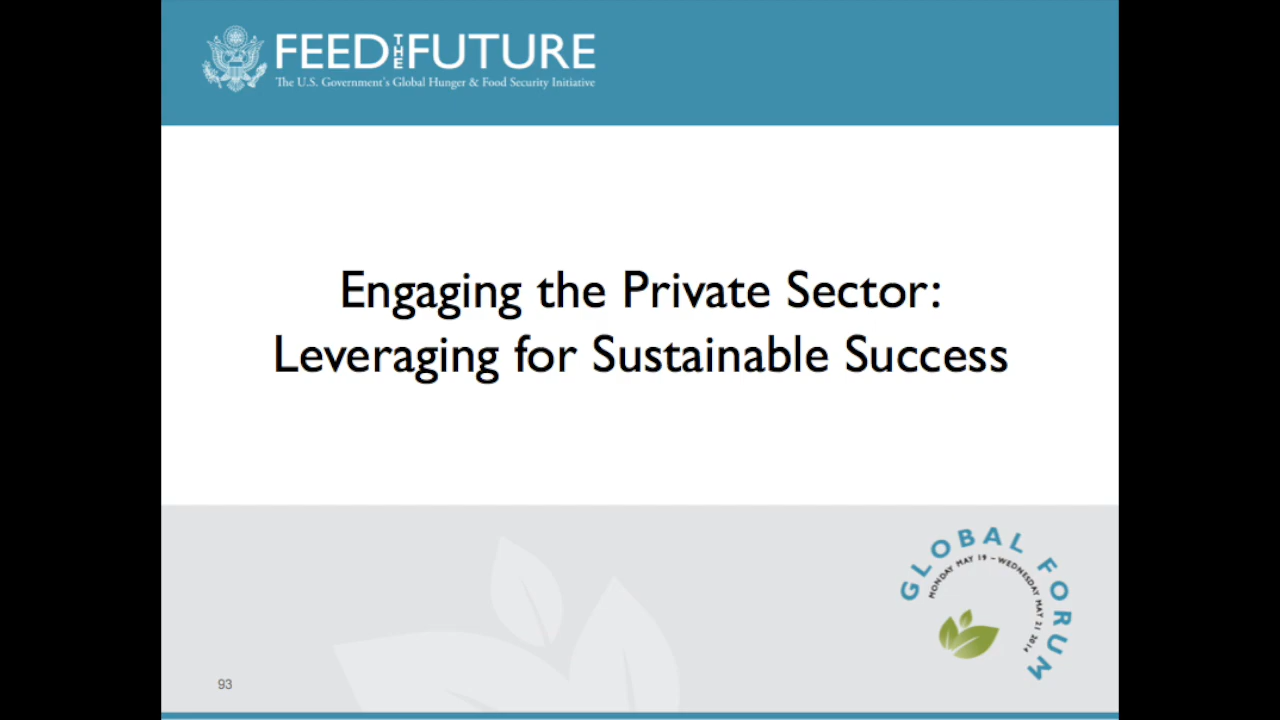 FEED THE FUTURE
The U.S. Government's Global Hunger & Food Security Initiative
Engaging the Private Sector:
Leveraging for Sustainable Success
GLOBAL FORUM
MONDAY MAY 19 – WEDNESDAY MAY 21 2014
93